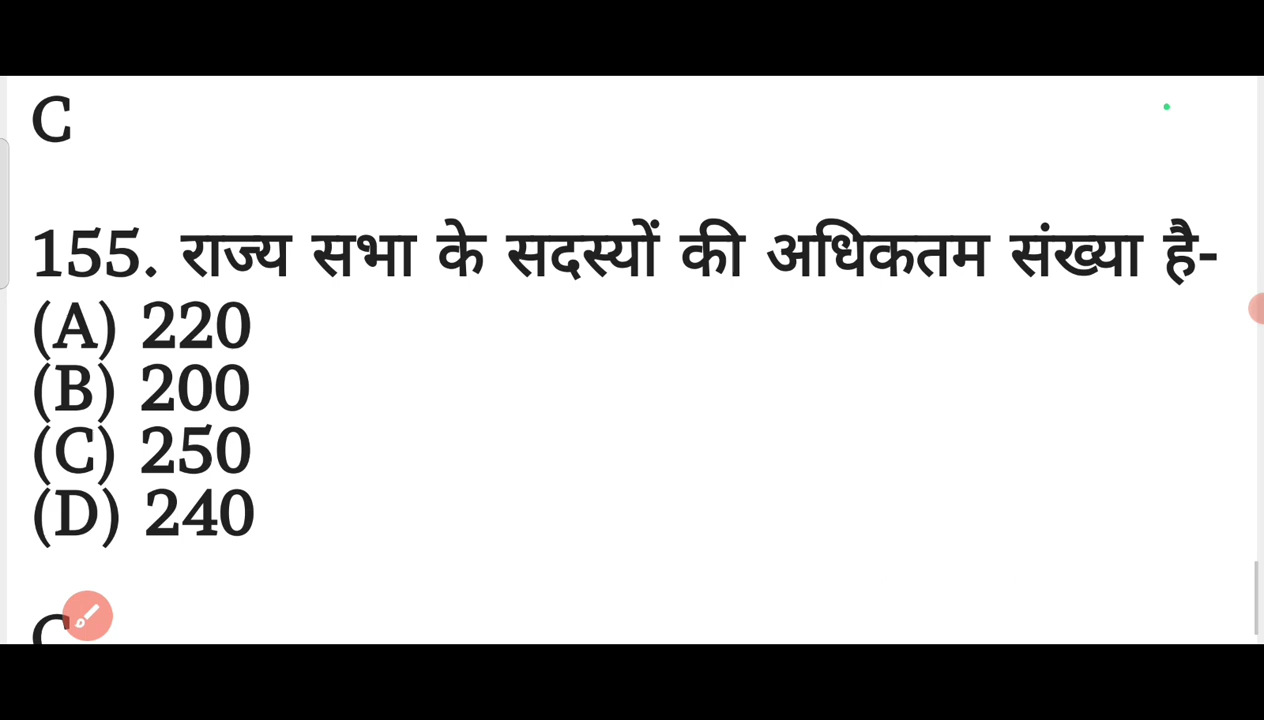 C
155. राज्य सभा के सदस्यों की अधिकतम संख्या है-
(A) 220
(B) 200
(C) 250
(D) 240
C